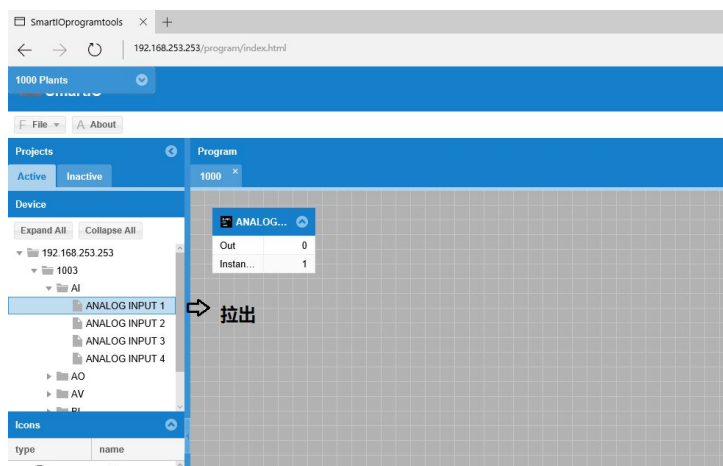 SmartIOprogramtools
192.168.253.253/program/index.html
1000 Plants
F File
A About
Projects
Program
Active
Inactive
1000
Device
Expand All
Collapse All
ANALOG...
Out 0
Instan... 1
192.168.253.253
1003
AI
ANALOG INPUT 1
拉出
ANALOG INPUT 2
ANALOG INPUT 3
ANALOG INPUT 4
AO
AV
Icons
type
name